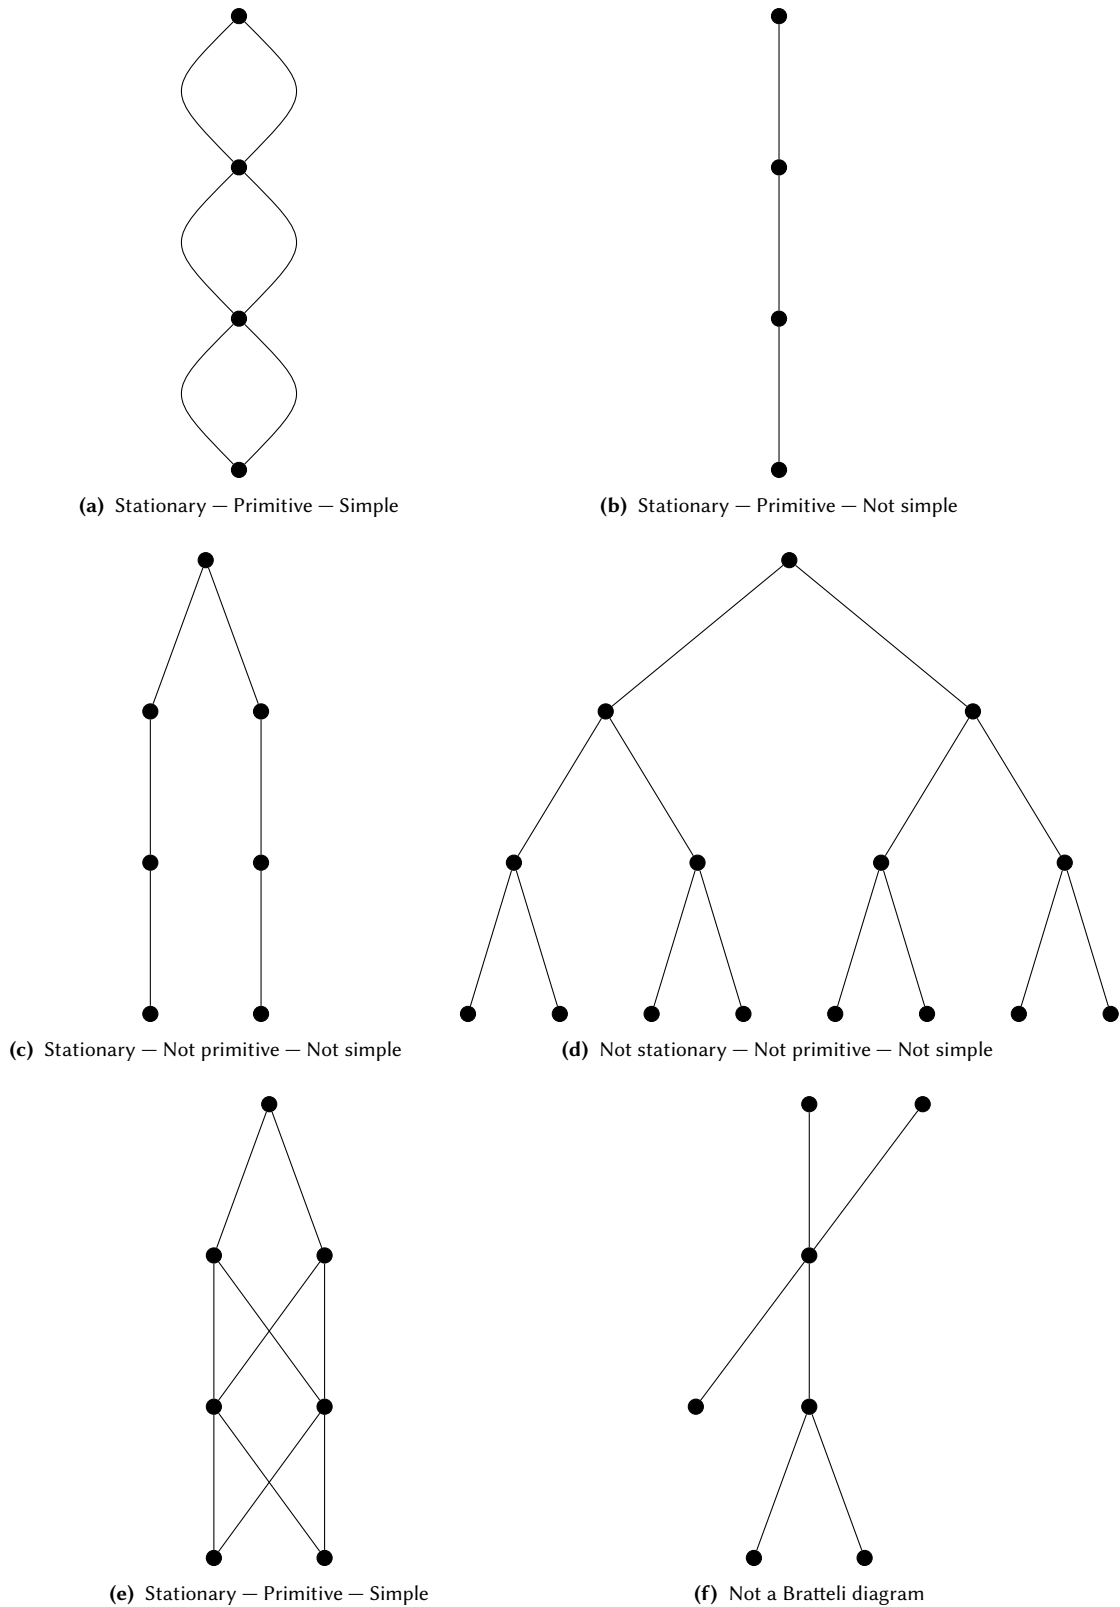 (a) Stationary — Primitive — Simple
(b) Stationary — Primitive — Not simple
(c) Stationary — Not primitive — Not simple
(d) Not stationary — Not primitive — Not simple
(e) Stationary — Primitive — Simple
(f) Not a Bratteli diagram